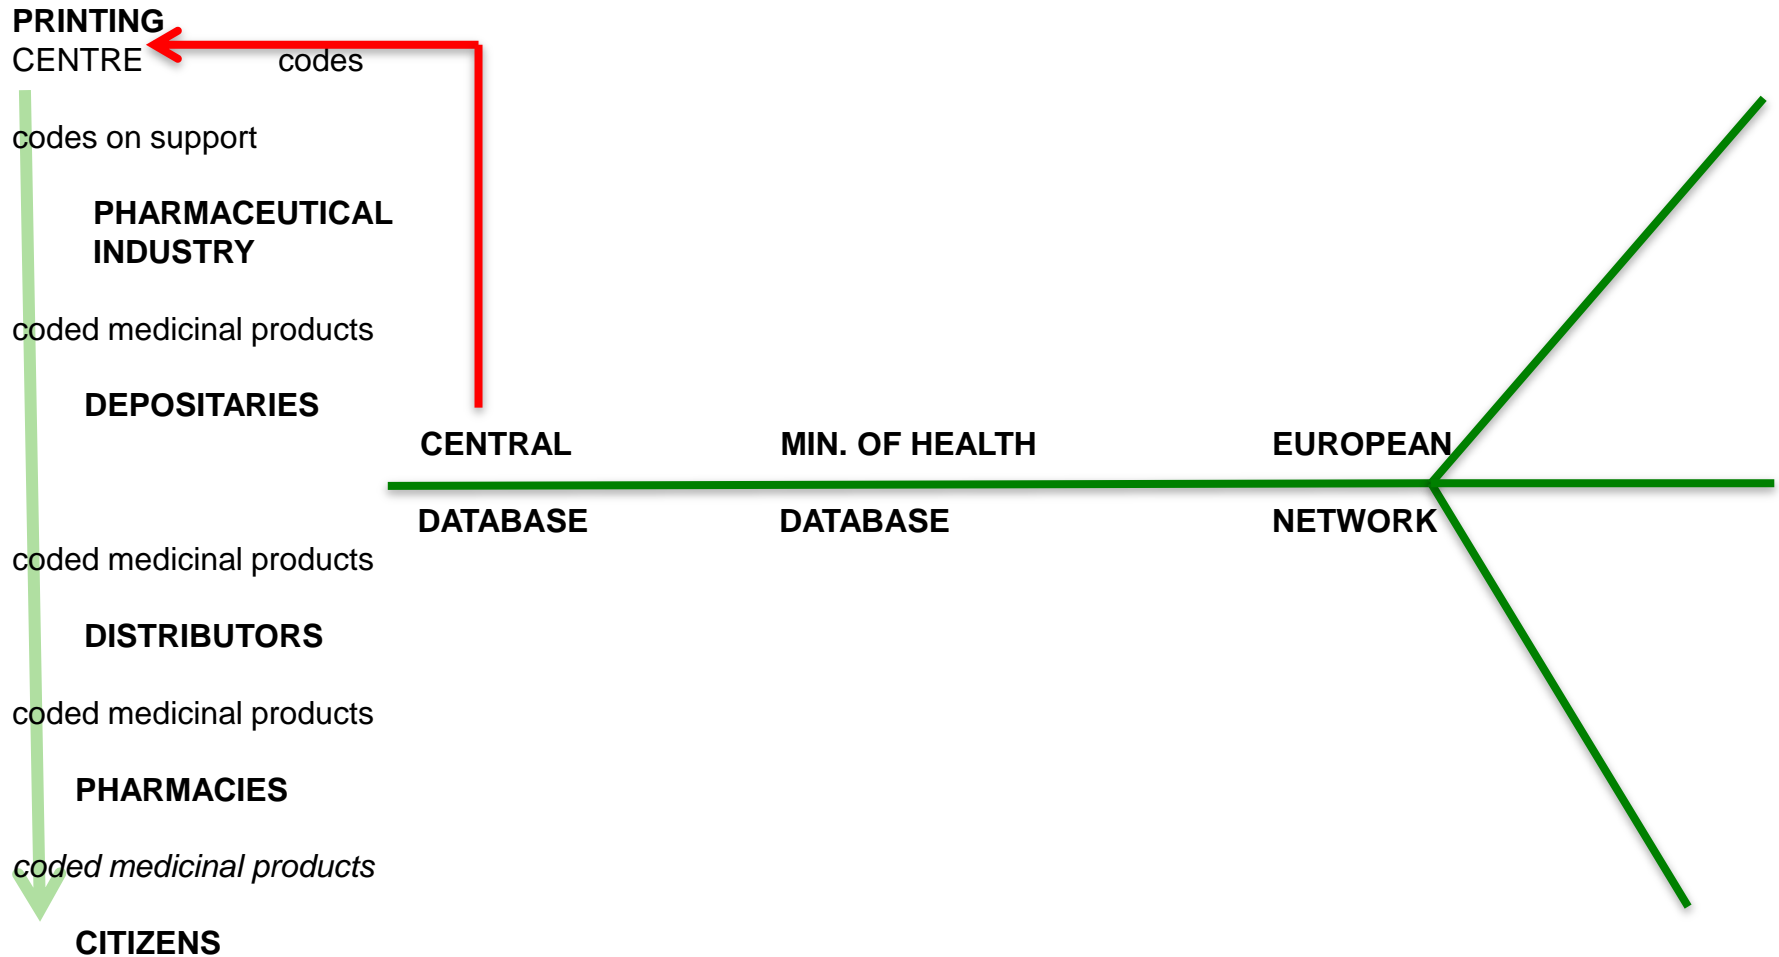 PRINTING
CENTRE codes
codes on support
PHARMACEUTICAL
INDUSTRY
coded medicinal products
DEPOSITARIES
CENTRAL MIN. OF HEALTH EUROPEAN
DATABASE DATABASE NETWORK
coded medicinal products
DISTRIBUTORS
coded medicinal products
PHARMACIES
coded medicinal products
CITIZENS